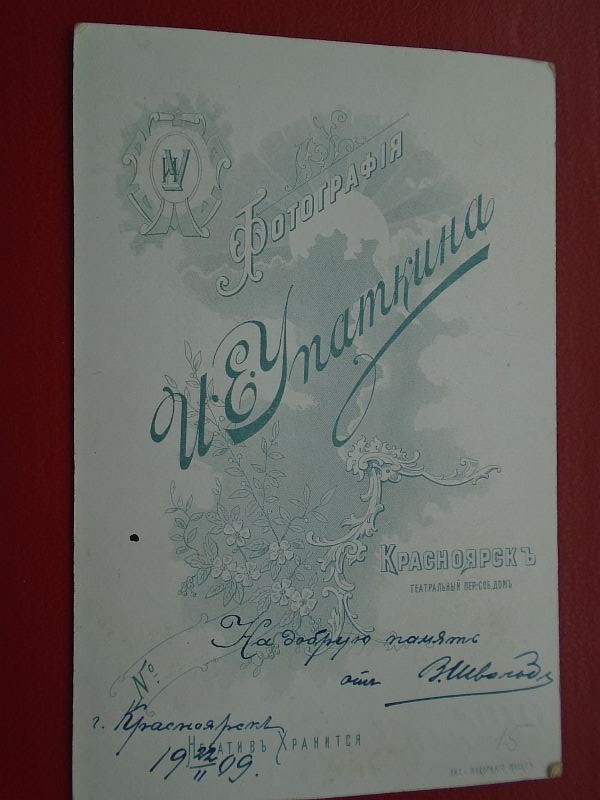 ИУ
Фотографія
И. Е. Упаткина
Красноярскъ
Театральный пер. соб. домъ.
На добрую память
отъ
№
г. Красноярскъ
Негативъ Хранится
19 22/II 09.
15